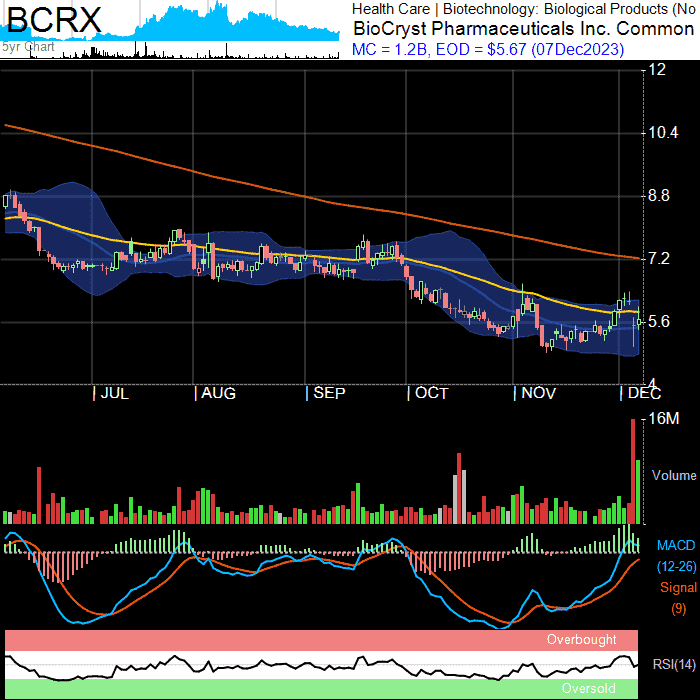 BCRX
5yr Chart
Health Care | Biotechnology: Biological Products (No
BioCryst Pharmaceuticals Inc. Common
MC = 1.2B, EOD = $5.67 (07Dec2023)
12
10.4
8.8
7.2
5.6
4
| JUL | AUG | SEP | OCT | NOV | DEC
16M
Volume
MACD
(12-26)
Signal
(9)
Overbought
RSI(14)
Oversold